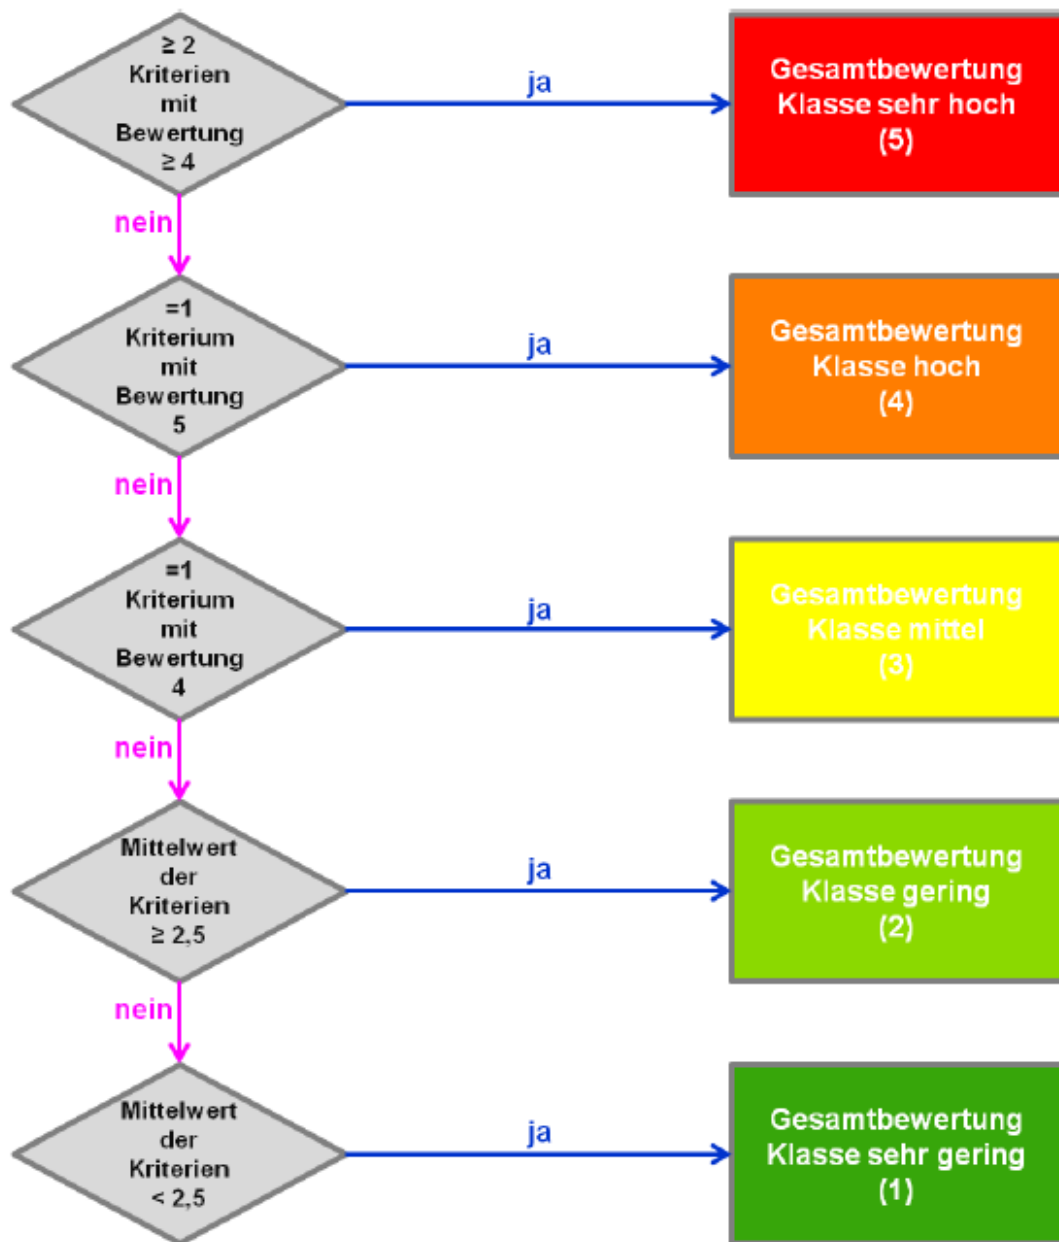 ≥ 2
Kriterien
mit
Bewertung
≥ 4
ja
Gesamtbewertung
Klasse sehr hoch
(5)
nein
=1
Kriterium
mit
Bewertung
5
ja
Gesamtbewertung
Klasse hoch
(4)
nein
=1
Kriterium
mit
Bewertung
4
ja
Gesamtbewertung
Klasse mittel
(3)
nein
Mittelwert
der
Kriterien
≥ 2,5
ja
Gesamtbewertung
Klasse gering
(2)
nein
Mittelwert
der
Kriterien
< 2,5
ja
Gesamtbewertung
Klasse sehr gering
(1)